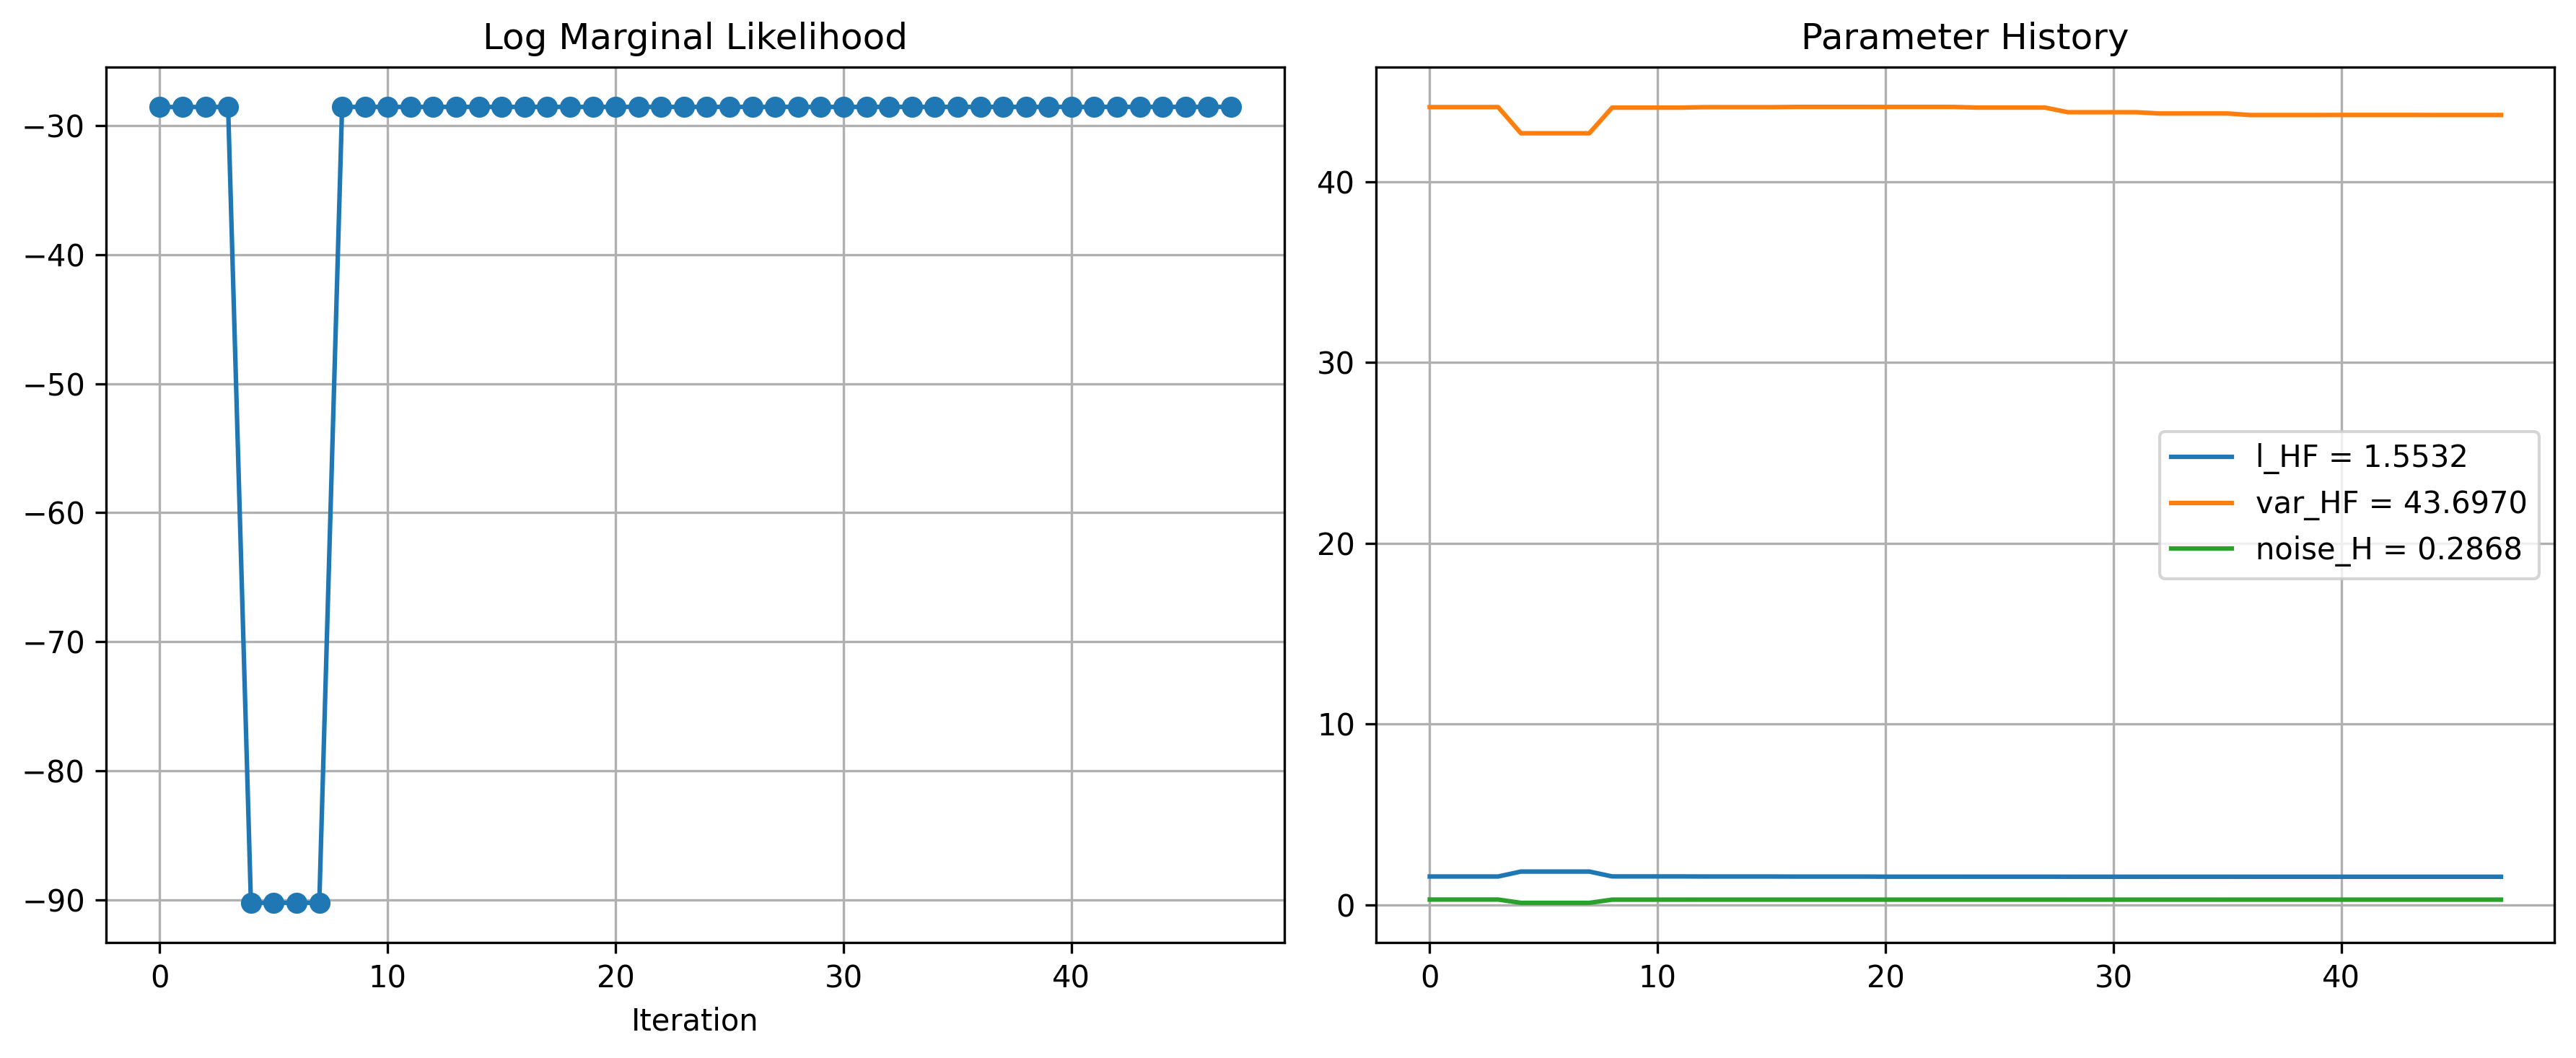 Log Marginal Likelihood
−30
−40
−50
−60
−70
−80
−90
0 10 20 30 40
Iteration
Parameter History
40
30
20
10
0
0 10 20 30 40
l_HF = 1.5532
var_HF = 43.6970
noise_H = 0.2868